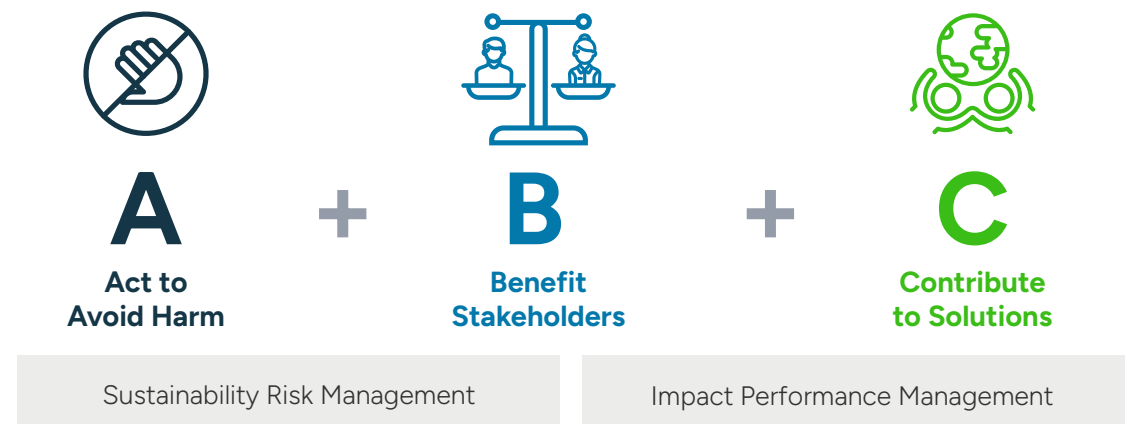 A + B + C
Act to
Avoid Harm
Benefit
Stakeholders
Contribute
to Solutions
Sustainability Risk Management
Impact Performance Management